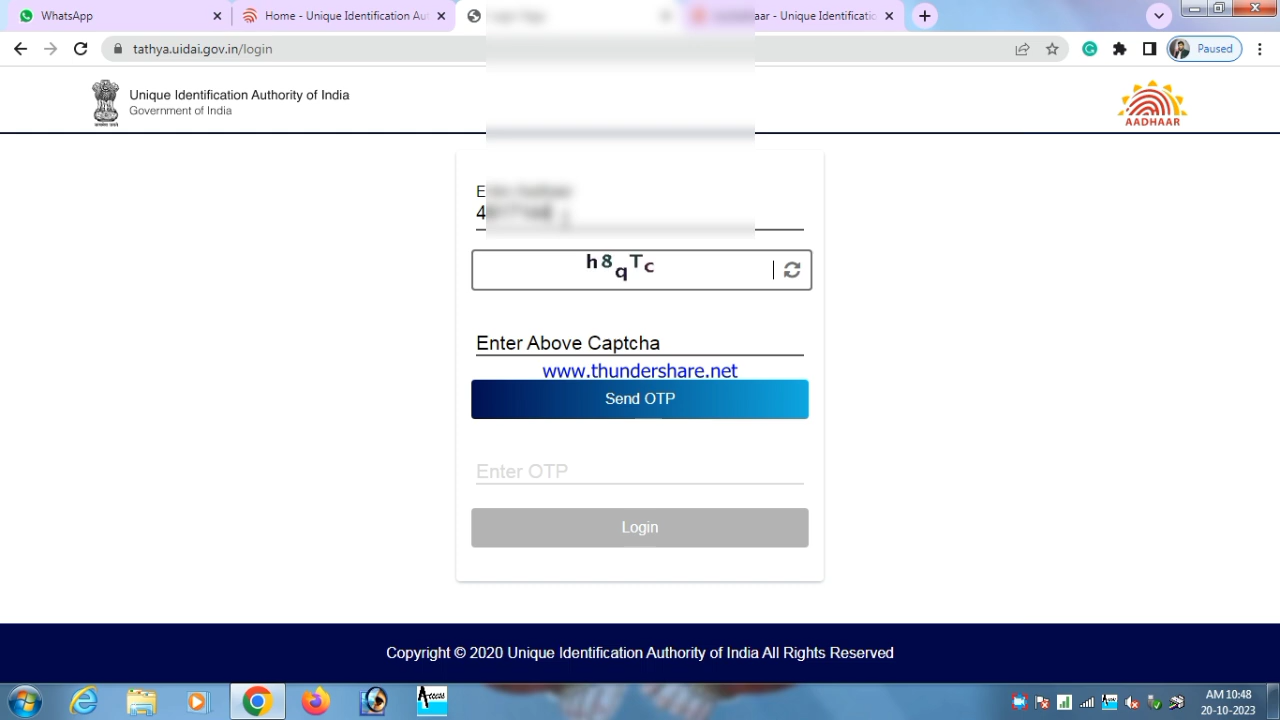 WhatsApp
Home - Unique Identification Au
haar - Unique Identificatic
tathya.uidai.gov.in/login
Paused
Unique Identification Authority of India
Government of India
AADHAAR
h8qTc
Enter Above Captcha
www.thundershare.net
Send OTP
Enter OTP
Login
Copyright © 2020 Unique Identification Authority of India All Rights Reserved
AM 10:48
20-10-2023